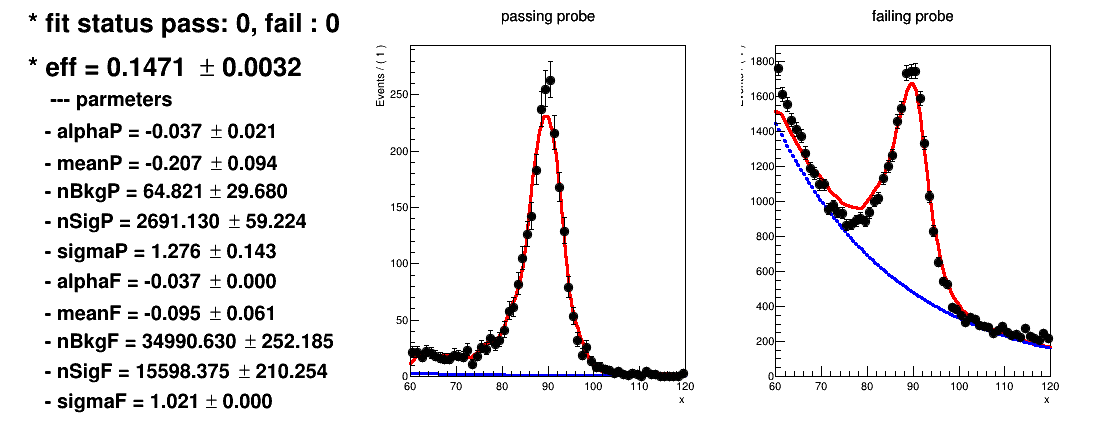 * fit status pass: 0, fail : 0
* eff = 0.1471 ± 0.0032
--- parmeters
- alphaP = -0.037 ± 0.021
- meanP = -0.207 ± 0.094
- nBkgP = 64.821 ± 29.680
- nSigP = 2691.130 ± 59.224
- sigmaP = 1.276 ± 0.143
- alphaF = -0.037 ± 0.000
- meanF = -0.095 ± 0.061
- nBkgF = 34990.630 ± 252.185
- nSigF = 15598.375 ± 210.254
- sigmaF = 1.021 ± 0.000
passing probe
Events / ( 1 )
250
200
150
100
50
0
60 70 80 90 100 110 120
x
failing probe
1800
1600
1400
1200
1000
800
600
400
200
0
60 70 80 90 100 110 120
x